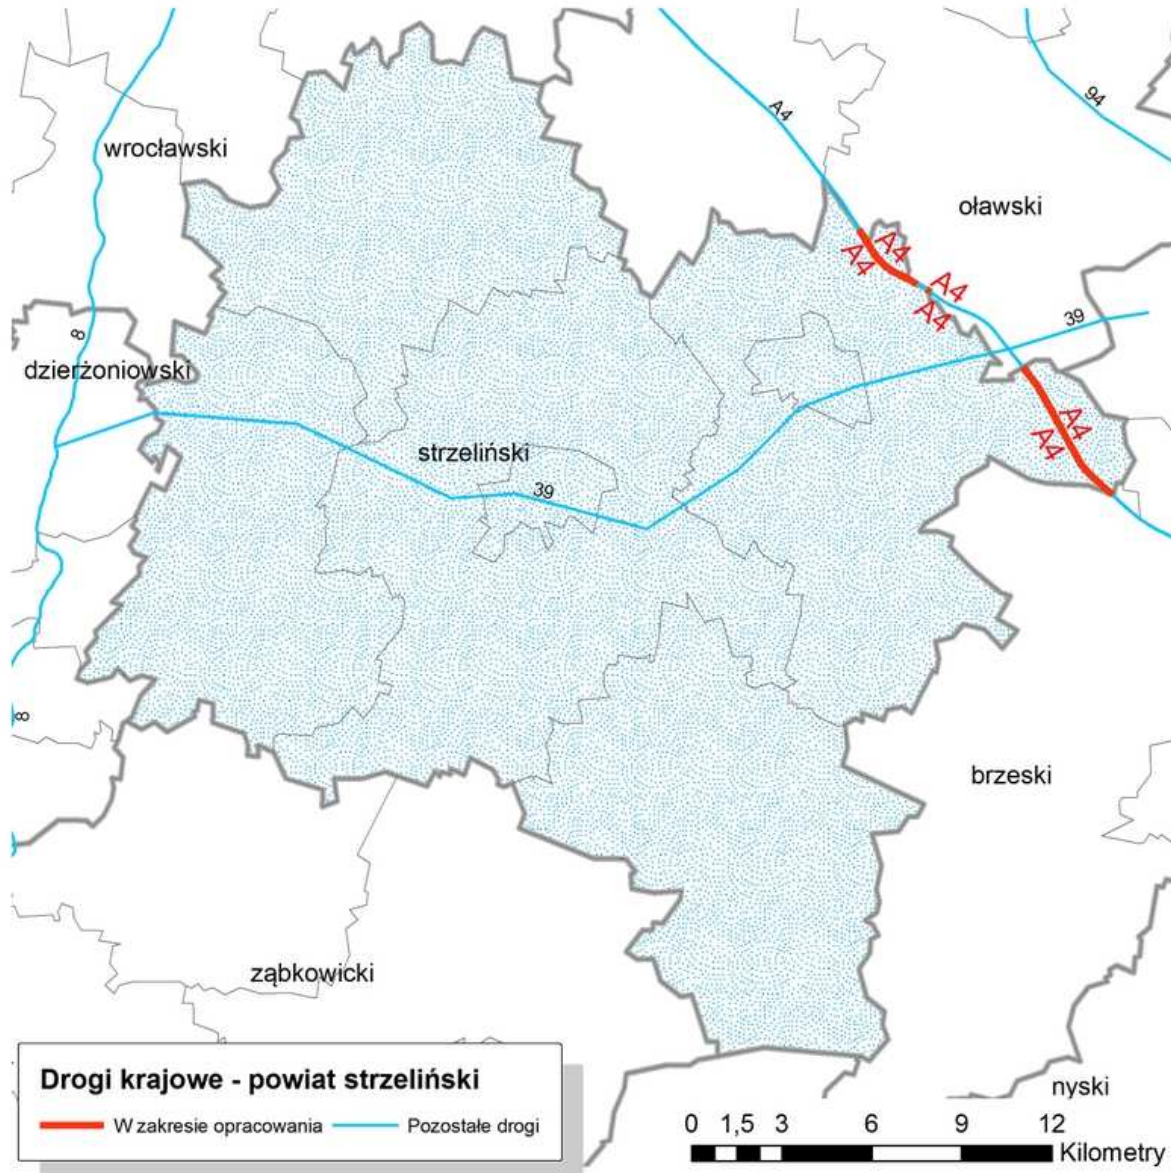 A4
94
wrocławski
oławski
A4
A4
A4
A4
39
8
dzierżoniowski
A4
A4
strzeliński
39
8
brzeski
ząbkowicki
nyski
Drogi krajowe - powiat strzeliński
W zakresie opracowania
Pozostałe drogi
0 1,5 3 6 9 12
Kilometry